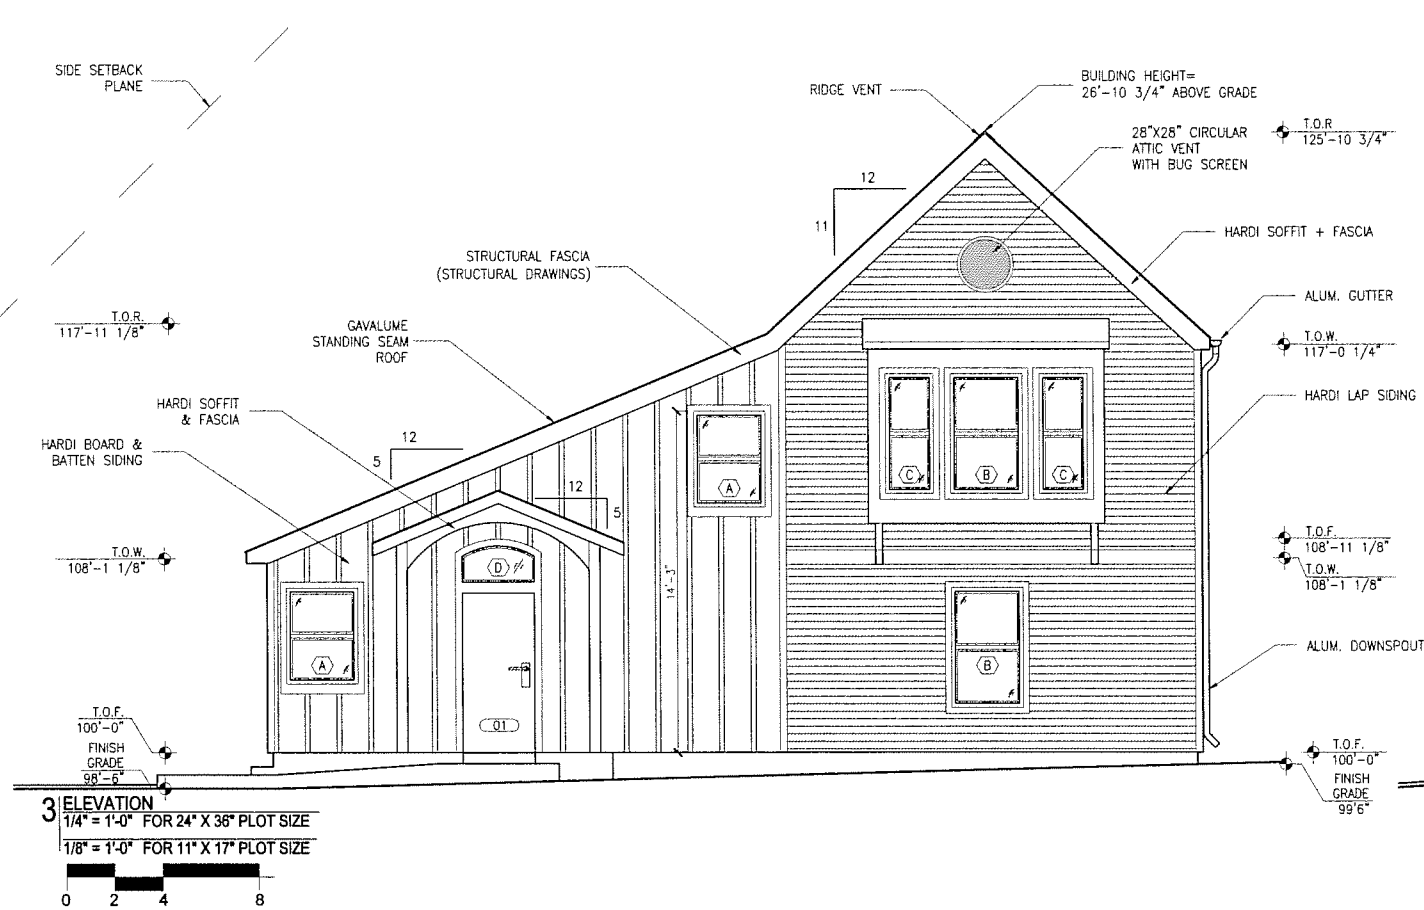 SIDE SETBACK
PLANE
RIDGE VENT
BUILDING HEIGHT=
26'-10 3/4" ABOVE GRADE
28"X28" CIRCULAR
ATTIC VENT
WITH BUG SCREEN
T.O.R
125'-10 3/4"
12
11
HARDI SOFFIT + FASCIA
STRUCTURAL FASCIA
(STRUCTURAL DRAWINGS)
ALUM. GUTTER
T.O.R.
117'-11 1/8"
GAVALUME
STANDING SEAM
ROOF
T.O.W.
117'-0 1/4"
HARDI SOFFIT
& FASCIA
HARDI LAP SIDING
HARDI BOARD &
BATTEN SIDING
12
5
C
B
C
A
12
5
T.O.F.
108'-11 1/8"
T.O.W.
108'-1 1/8"
T.O.W.
108'-1 1/8"
D
14'-3"
A
B
ALUM. DOWNSPOUT
01
T.O.F.
100'-0"
FINISH
GRADE
98'-6"
T.O.F.
100'-0"
FINISH
GRADE
99'6"
3 ELEVATION
1/4" = 1'-0" FOR 24" X 36" PLOT SIZE
1/8" = 1'-0" FOR 11" X 17" PLOT SIZE
0 2 4 8